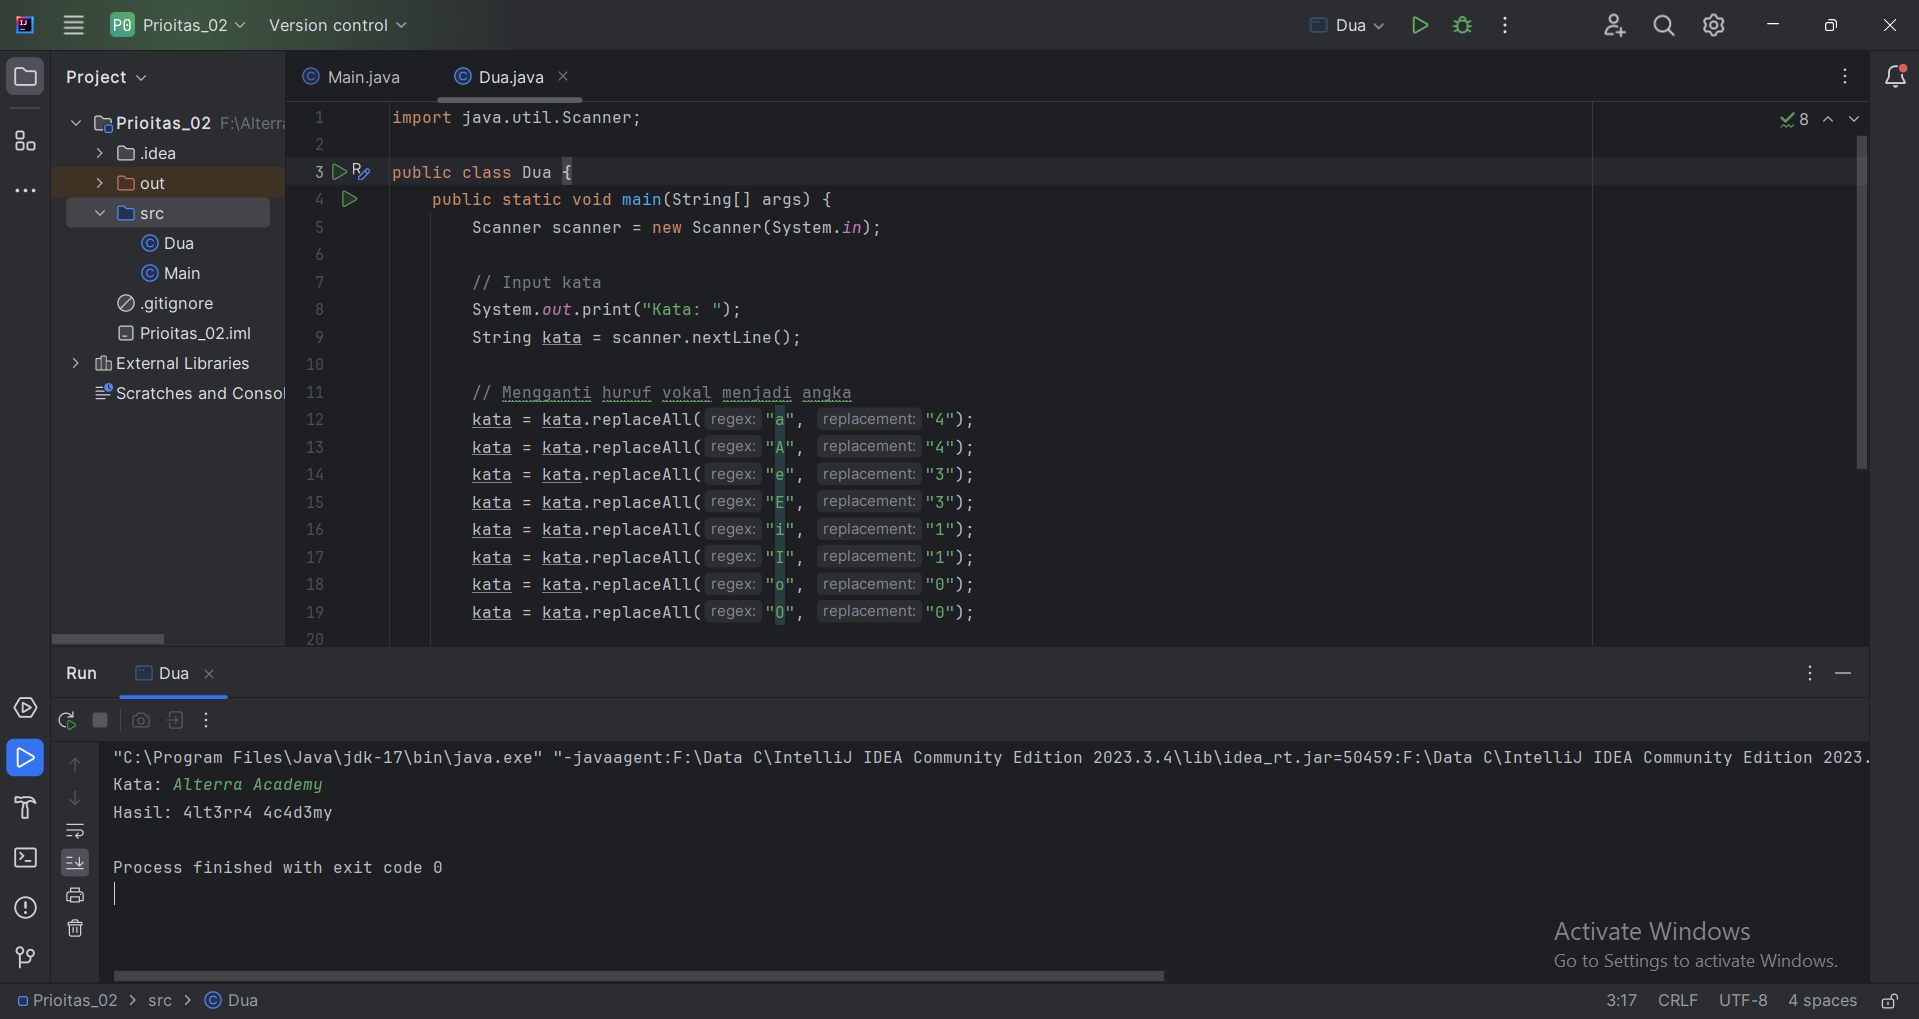 P0 Prioitas_02 Version control Dua
Project
Main.java Dua.java
Prioitas_02 F:\Alterr
.idea
out
src
Dua
Main
.gitignore
Prioitas_02.iml
External Libraries
Scratches and Consol
8
1 import java.util.Scanner;
2
3 public class Dua {
4 public static void main(String[] args) {
5 Scanner scanner = new Scanner(System.in);
6
7 // Input kata
8 System.out.print("Kata: ");
9 String kata = scanner.nextLine();
10
11 // Mengganti huruf vokal menjadi angka
12 kata = kata.replaceAll( regex: "a", replacement: "4");
13 kata = kata.replaceAll( regex: "A", replacement: "4");
14 kata = kata.replaceAll( regex: "e", replacement: "3");
15 kata = kata.replaceAll( regex: "E", replacement: "3");
16 kata = kata.replaceAll( regex: "i", replacement: "1");
17 kata = kata.replaceAll( regex: "I", replacement: "1");
18 kata = kata.replaceAll( regex: "o", replacement: "0");
19 kata = kata.replaceAll( regex: "O", replacement: "0");
20
Run Dua
"C:\Program Files\Java\jdk-17\bin\java.exe" "-javaagent:F:\Data C\IntelliJ IDEA Community Edition 2023.3.4\lib\idea_rt.jar=50459:F:\Data C\IntelliJ IDEA Community Edition 2023.
Kata: Alterra Academy
Hasil: 4lt3rr4 4c4d3my
Process finished with exit code 0
Activate Windows
Go to Settings to activate Windows.
Prioitas_02 > src > Dua
3:17 CRLF UTF-8 4 spaces